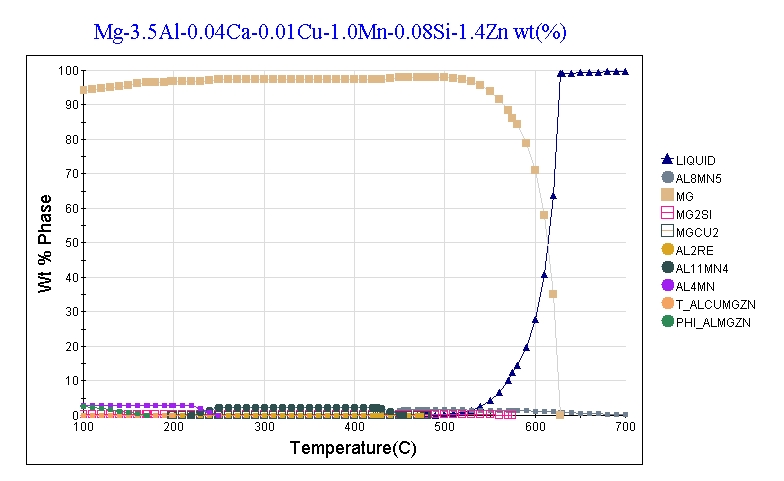 Mg-3.5Al-0.04Ca-0.01Cu-1.0Mn-0.08Si-1.4Zn wt(%)
100
90
80
70
60
50
40
30
20
10
0
Wt % Phase
100 200 300 400 500 600 700
Temperature(C)
LIQUID
AL8MN5
MG
MG2SI
MGCU2
AL2RE
AL11MN4
AL4MN
T_ALCUMGZN
PHI_ALMGZN